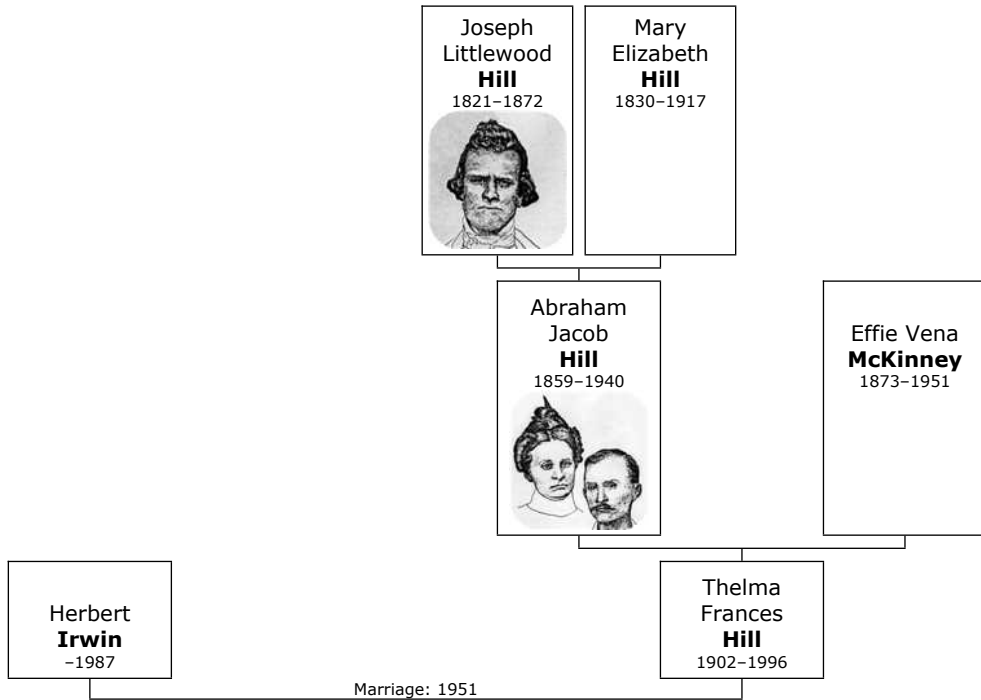 Joseph
Littlewood
Hill
1821–1872
Mary
Elizabeth
Hill
1830–1917
Abraham
Jacob
Hill
1859–1940
Effie Vena
McKinney
1873–1951
Herbert
Irwin
–1987
Thelma
Frances
Hill
1902–1996
Marriage: 1951